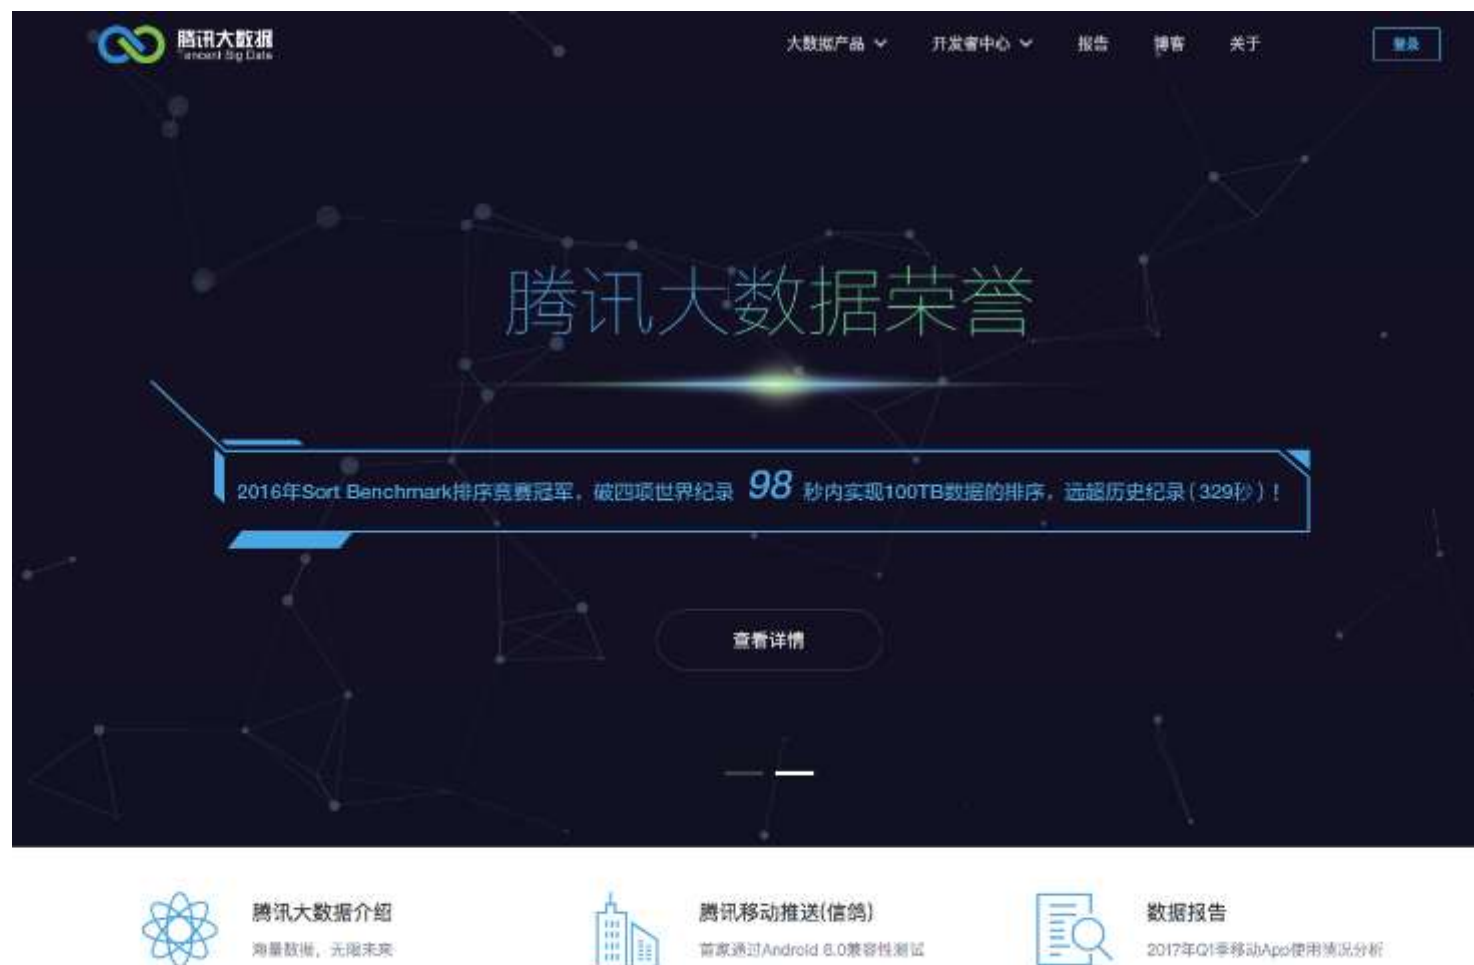 腾讯大数据
Tencent Big Data
大数据产品
开发者中心
报告
博客
关于
登录
腾讯大数据荣誉
2016年Sort Benchmark排序竞赛冠军，破四项世界纪录 98 秒内实现100TB数据的排序，远超历史纪录(329秒)！
查看详情
腾讯大数据介绍
海量数据，无限未来
腾讯移动推送(信鸽)
首家通过Android 8.0兼容性测试
数据报告
2017年Q1季移动App使用情况分析